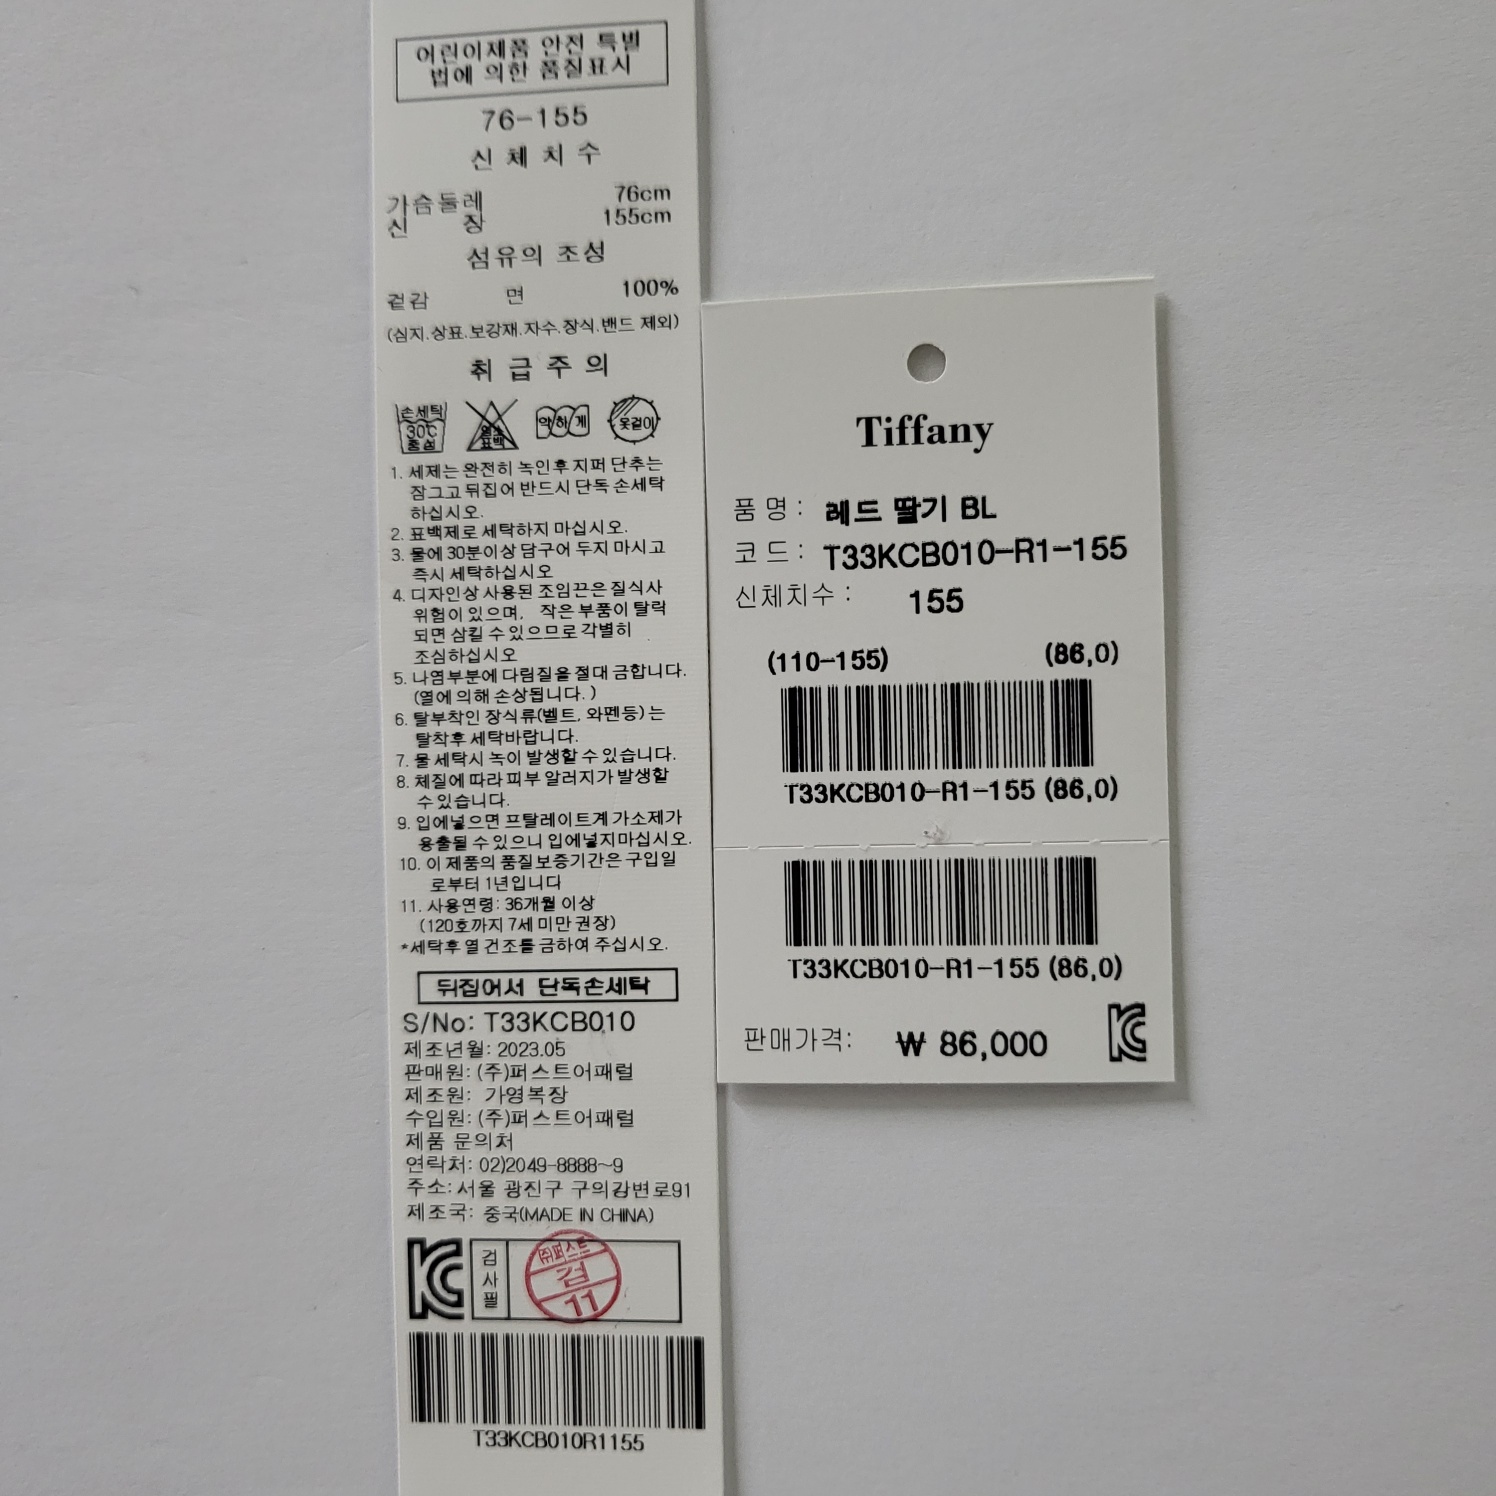 어린이제품 안전 특별
법에 의한 품질표시
76-155
신 체 치 수
가슴둘레 76cm
신 장 155cm
섬유의 조성
겉감 면 100%
(심지.상표.보강재.자수.장식.밴드 제외)
취 급 주 의
손세탁 30℃ 중성
염소 표백
약하게
옷걸이
1. 세제는 완전히 녹인후 지퍼 단추는
잠그고 뒤집어 반드시 단독 손세탁
하십시오.
2. 표백제로 세탁하지 마십시오.
3. 물에 30분이상 담구어 두지 마시고
즉시 세탁하십시오
4. 디자인상 사용된 조임끈은 질식사
위험이 있으며, 작은 부품이 탈락
되면 삼킬 수 있으므로 각별히
조심하십시오
5. 나염부분에 다림질을 절대 금합니다.
(열에 의해 손상됩니다. )
6. 탈부착인 장식류(벨트, 와펜등) 는
탈착후 세탁바랍니다.
7. 물 세탁시 녹이 발생할 수 있습니다.
8. 체질에 따라 피부 알러지가 발생할
수 있습니다.
9. 입에넣으면 프탈레이트계 가소제가
용출될 수 있으니 입에넣지마십시오.
10. 이 제품의 품질보증기간은 구입일
로부터 1년입니다
11. 사용연령: 36개월 이상
(120호까지 7세 미만 권장)
*세탁후 열 건조를 금하여 주십시오.
뒤집어서 단독손세탁
S/No: T33KCB010
제조년월: 2023.05
판매원: (주)퍼스트어패럴
제조원: 가영복장
수입원: (주)퍼스트어패럴
제품 문의처
연락처: 02)2049-8888~9
주소: 서울 광진구 구의강변로91
제조국: 중국(MADE IN CHINA)
KC 검사필
㈜퍼스트
검
11
T33KCB010R1155
Tiffany
품 명 : 레드 딸기 BL
코 드 : T33KCB010-R1-155
신체치수 : 155
(110-155) (86,0)
T33KCB010-R1-155 (86,0)
T33KCB010-R1-155 (86,0)
판매가격: ₩ 86,000 KC